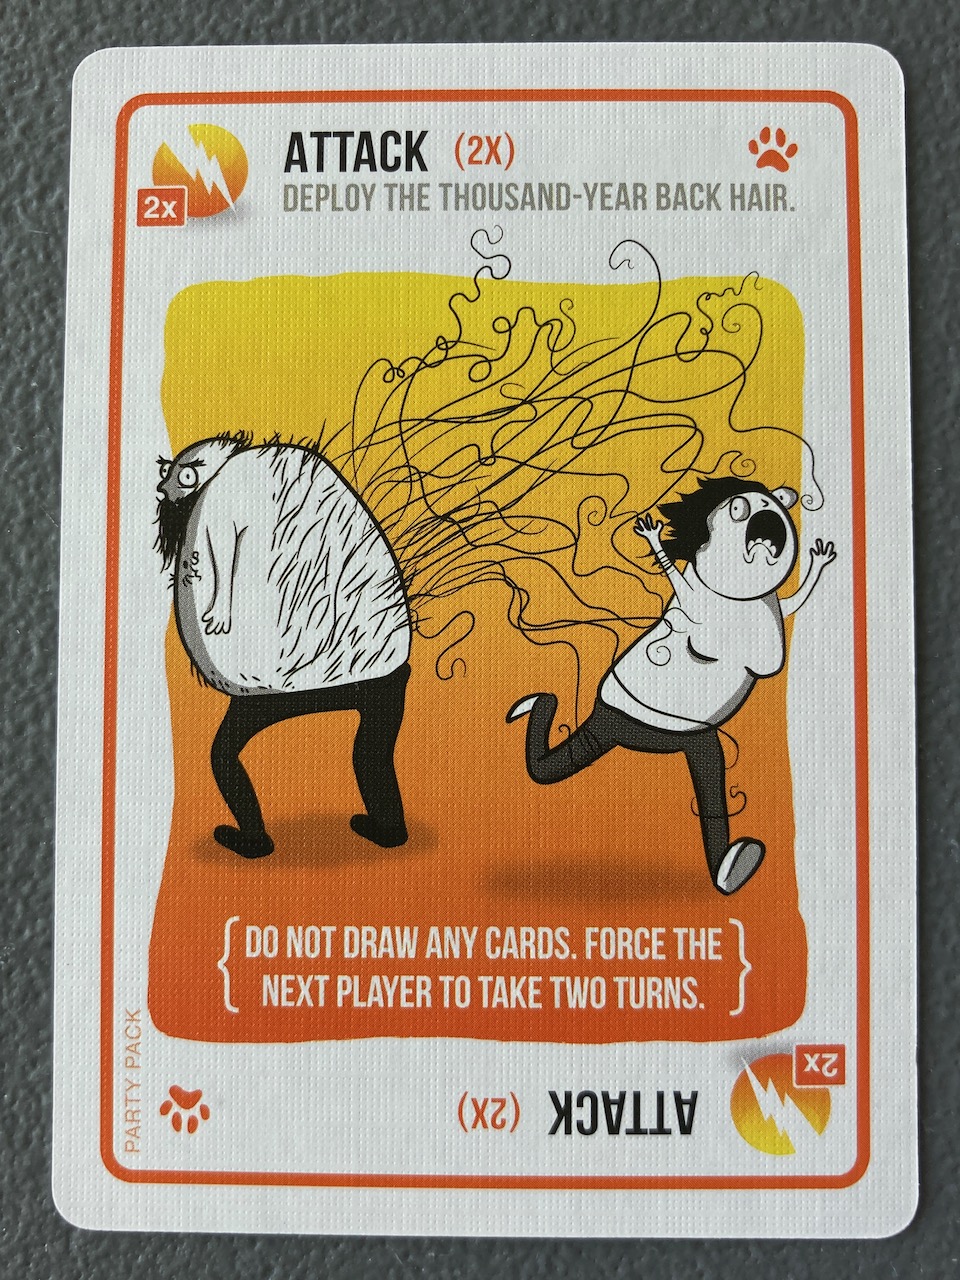 ATTACK (2X)
2x
DEPLOY THE THOUSAND-YEAR BACK HAIR.
{DO NOT DRAW ANY CARDS. FORCE THE
NEXT PLAYER TO TAKE TWO TURNS.}
PARTY PACK
2x
ATTACK (2X)